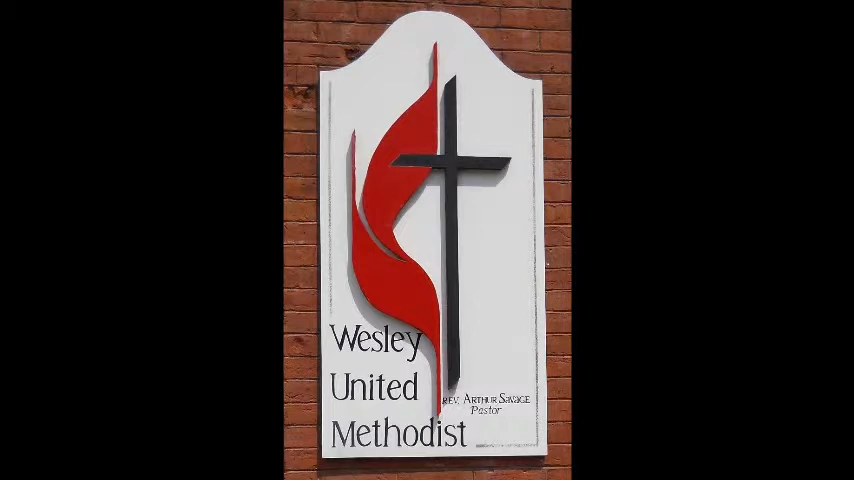 Wesley
United
Methodist
REV. ARTHUR SAVAGE
Pastor